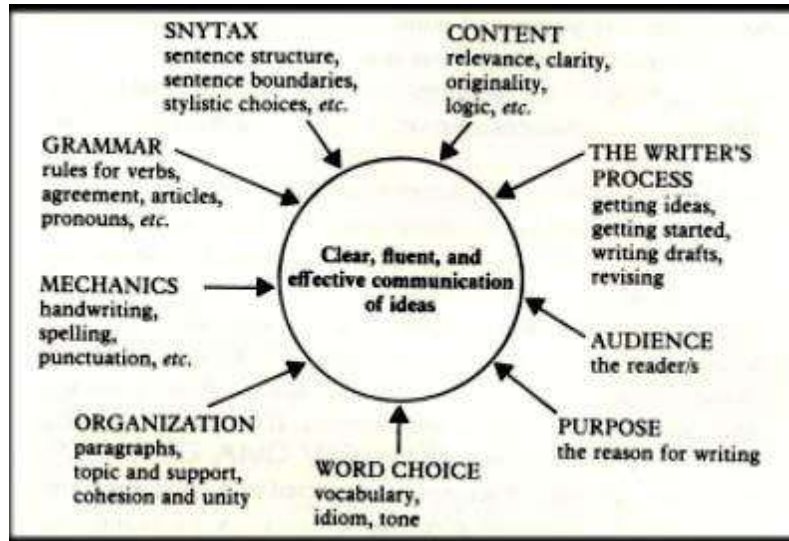 SNYTAX
sentence structure,
sentence boundaries,
stylistic choices, etc.
CONTENT
relevance, clarity,
originality,
logic, etc.
THE WRITER'S
PROCESS
getting ideas,
getting started,
writing drafts,
revising
AUDIENCE
the reader/s
PURPOSE
the reason for writing
WORD CHOICE
vocabulary,
idiom, tone
ORGANIZATION
paragraphs,
topic and support,
cohesion and unity
MECHANICS
handwriting,
spelling,
punctuation, etc.
GRAMMAR
rules for verbs,
agreement, articles,
pronouns, etc.
Clear, fluent, and
effective communication
of ideas